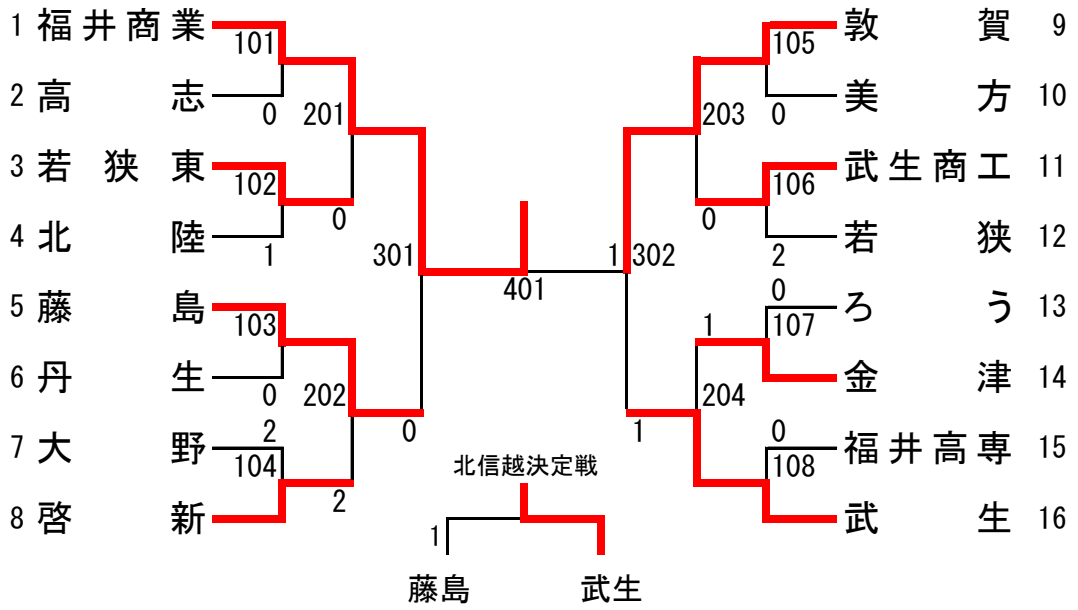 1 福井商業 101 105 敦賀 9
2 高志 0 201 203 0 美方 10
3 若狭東 102 0 0 106 武生商工 11
4 北陸 1 301 401 1 302 2 若狭 12
5 藤島 103 1 0 107 ろう 13
6 丹生 0 202 204 金津 14
7 大野 2 104 0 1 0 108 福井高専 15
8 啓新 2 武生 16
北信越決定戦
1
藤島 武生